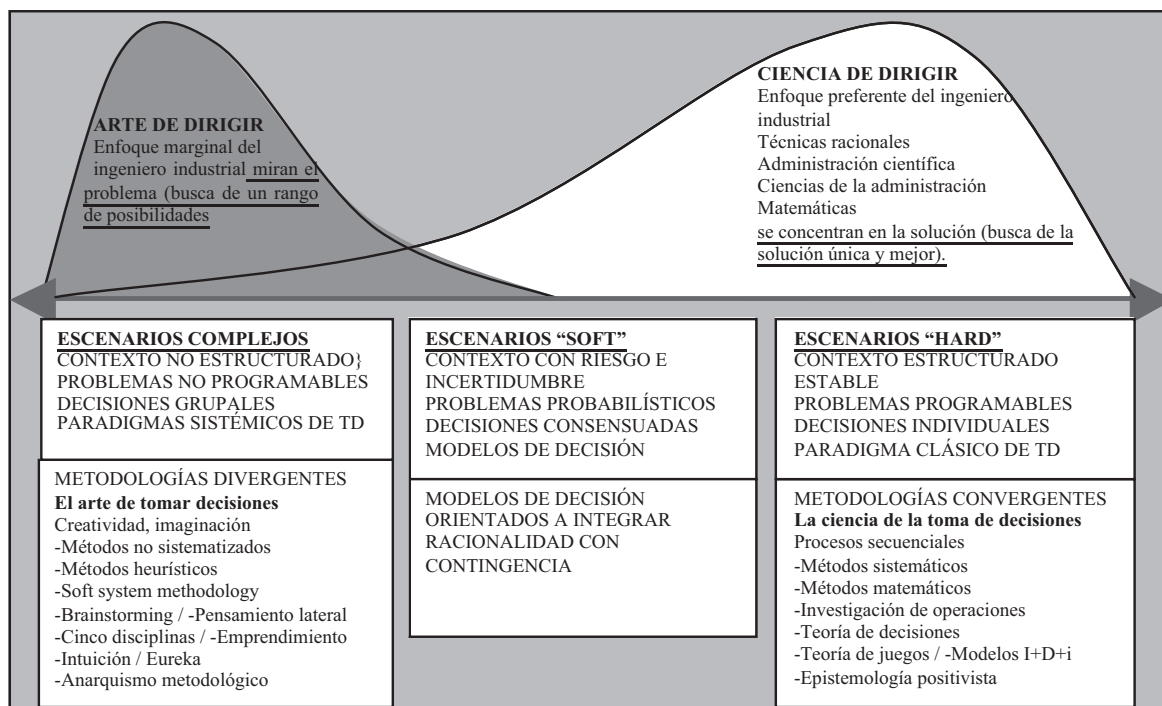 ARTE DE DIRIGIR
Enfoque marginal del
ingeniero industrial miran el
problema (busca de un rango
de posibilidades
CIENCIA DE DIRIGIR
Enfoque preferente del ingeniero
industrial
Técnicas racionales
Administración científica
Ciencias de la administración
Matemáticas
se concentran en la solución (busca de la
solución única y mejor).
ESCENARIOS COMPLEJOS
CONTEXTO NO ESTRUCTURADO}
PROBLEMAS NO PROGRAMABLES
DECISIONES GRUPALES
PARADIGMAS SISTÉMICOS DE TD
METODOLOGÍAS DIVERGENTES
El arte de tomar decisiones
Creatividad, imaginación
-Métodos no sistematizados
-Métodos heurísticos
-Soft system methodology
-Brainstorming / -Pensamiento lateral
-Cinco disciplinas / -Emprendimiento
-Intuición / Eureka
-Anarquismo metodológico
ESCENARIOS “SOFT”
CONTEXTO CON RIESGO E
INCERTIDUMBRE
PROBLEMAS PROBABILÍSTICOS
DECISIONES CONSENSUADAS
MODELOS DE DECISIÓN
MODELOS DE DECISIÓN
ORIENTADOS A INTEGRAR
RACIONALIDAD CON
CONTINGENCIA
ESCENARIOS “HARD”
CONTEXTO ESTRUCTURADO
ESTABLE
PROBLEMAS PROGRAMABLES
DECISIONES INDIVIDUALES
PARADIGMA CLÁSICO DE TD
METODOLOGÍAS CONVERGENTES
La ciencia de la toma de decisiones
Procesos secuenciales
-Métodos sistemáticos
-Métodos matemáticos
-Investigación de operaciones
-Teoría de decisiones
-Teoría de juegos / -Modelos I+D+i
-Epistemología positivista